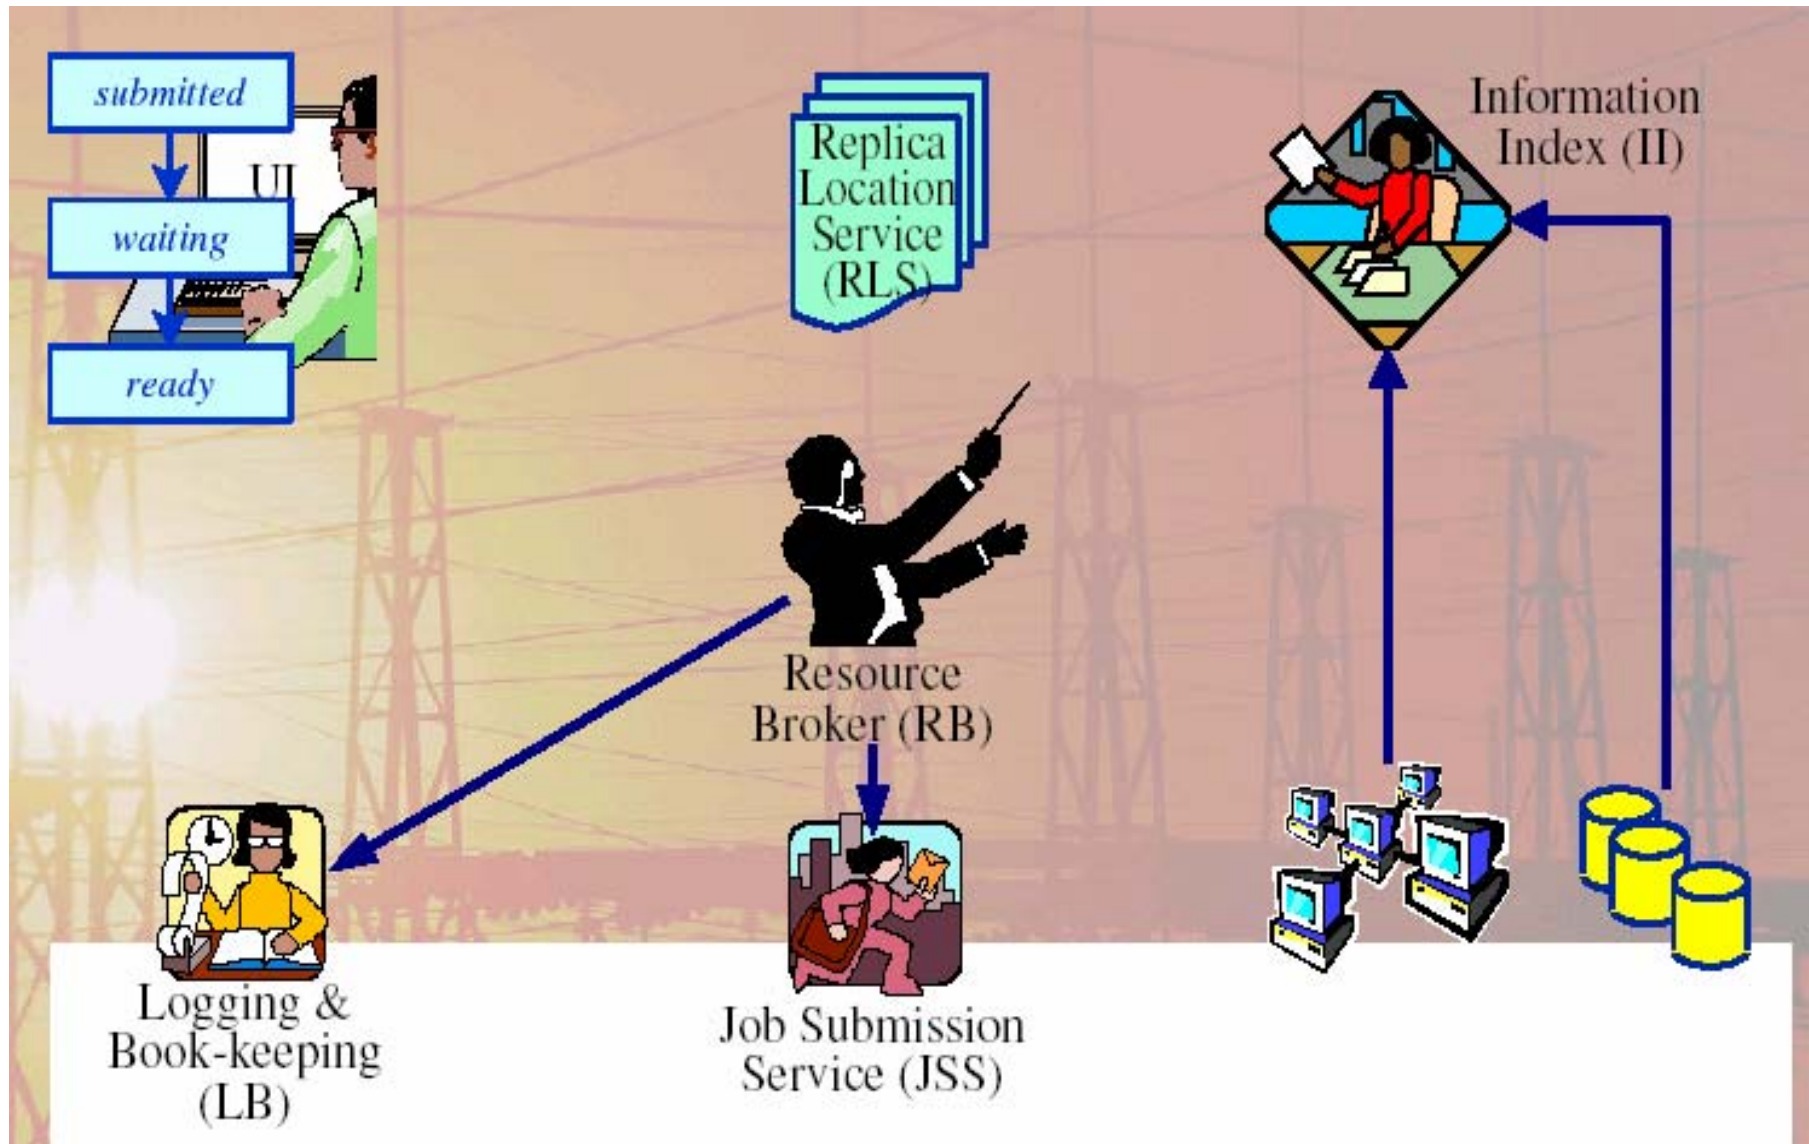 submitted
UI
waiting
ready
Replica
Location
Service
(RLS)
Information
Index (II)
Resource
Broker (RB)
Logging &
Book-keeping
(LB)
Job Submission
Service (JSS)